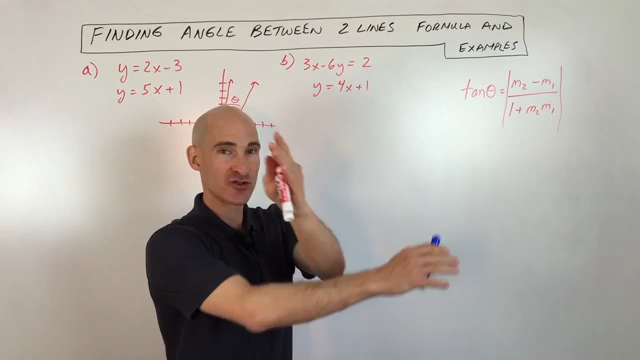 FINDING ANGLE BETWEEN 2 LINES FORMULA AND
EXAMPLES
a) y = 2x - 3
y = 5x + 1
θ
b) 3x - 6y = 2
y = 4x + 1
tanθ = |m₂ - m₁ / 1 + m₂m₁|